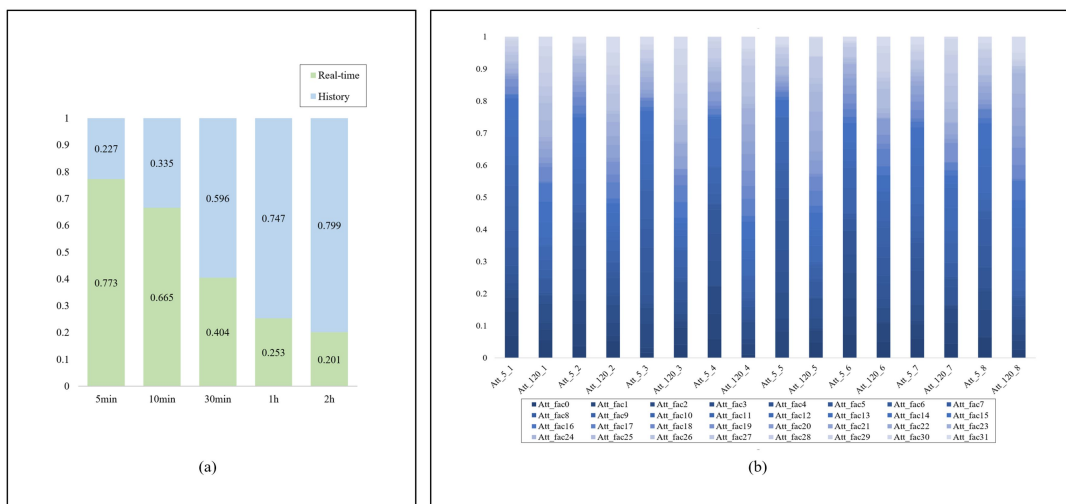 Real-time
History
1
0.9
0.8
0.7
0.6
0.5
0.4
0.3
0.2
0.1
0
0.227 0.335 0.596 0.747 0.799
0.773 0.665 0.404 0.253 0.201
5min 10min 30min 1h 2h
(a)
1
0.9
0.8
0.7
0.6
0.5
0.4
0.3
0.2
0.1
0
Att_5_1 Att_120_1 Att_5_2 Att_120_2 Att_5_3 Att_120_3 Att_5_4 Att_120_4 Att_5_5 Att_120_5 Att_5_6 Att_120_6 Att_5_7 Att_120_7 Att_5_8 Att_120_8
Att_fac0 Att_fac1 Att_fac2 Att_fac3 Att_fac4 Att_fac5 Att_fac6 Att_fac7
Att_fac8 Att_fac9 Att_fac10 Att_fac11 Att_fac12 Att_fac13 Att_fac14 Att_fac15
Att_fac16 Att_fac17 Att_fac18 Att_fac19 Att_fac20 Att_fac21 Att_fac22 Att_fac23
Att_fac24 Att_fac25 Att_fac26 Att_fac27 Att_fac28 Att_fac29 Att_fac30 Att_fac31
(b)